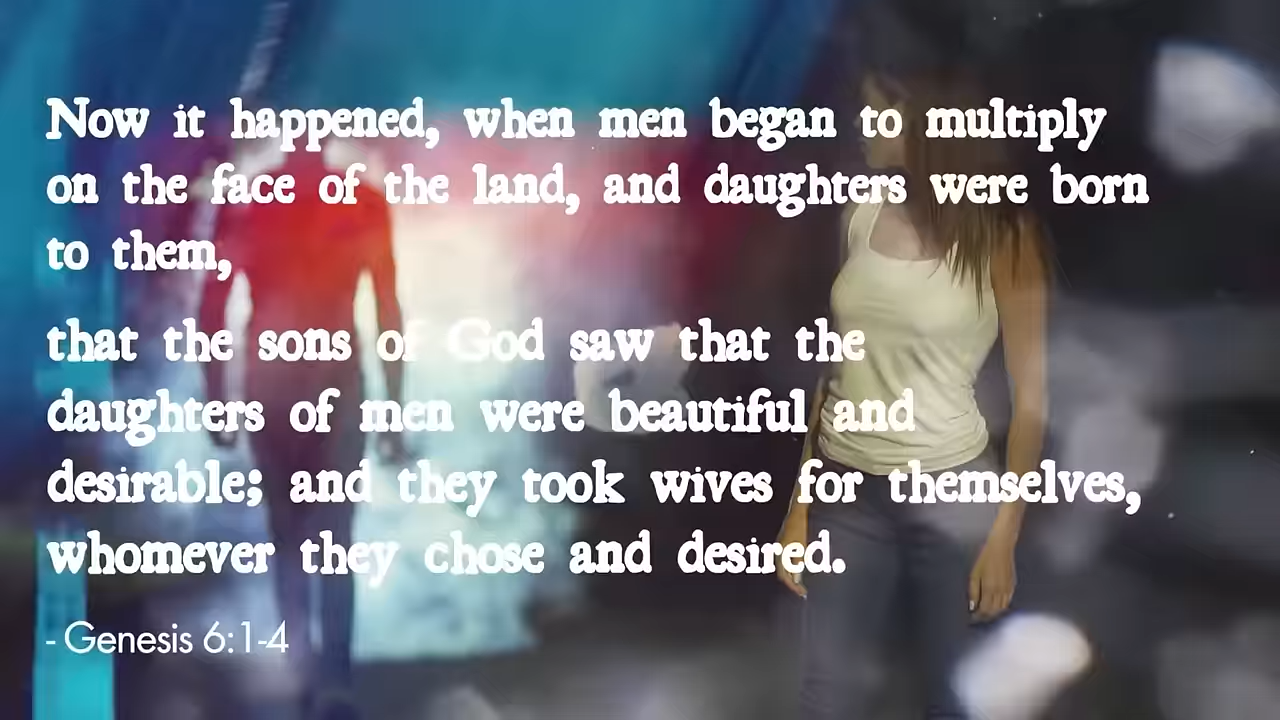 Now it happened, when men began to multiply
on the face of the land, and daughters were born
to them,
that the sons of God saw that the
daughters of men were beautiful and
desirable; and they took wives for themselves,
whomever they chose and desired.
- Genesis 6:1-4